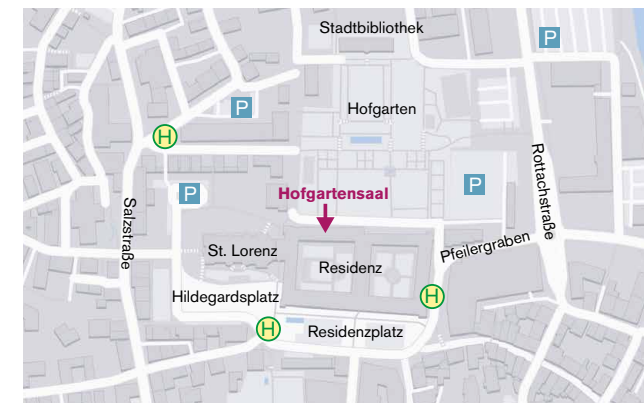 Stadtbibliothek
P
Hofgarten
P
H
Rottachstraße
P
P
Hofgartensaal
Salzstraße
St. Lorenz
Residenz
Pfeilergraben
Hildegardsplatz
H
H
Residenzplatz